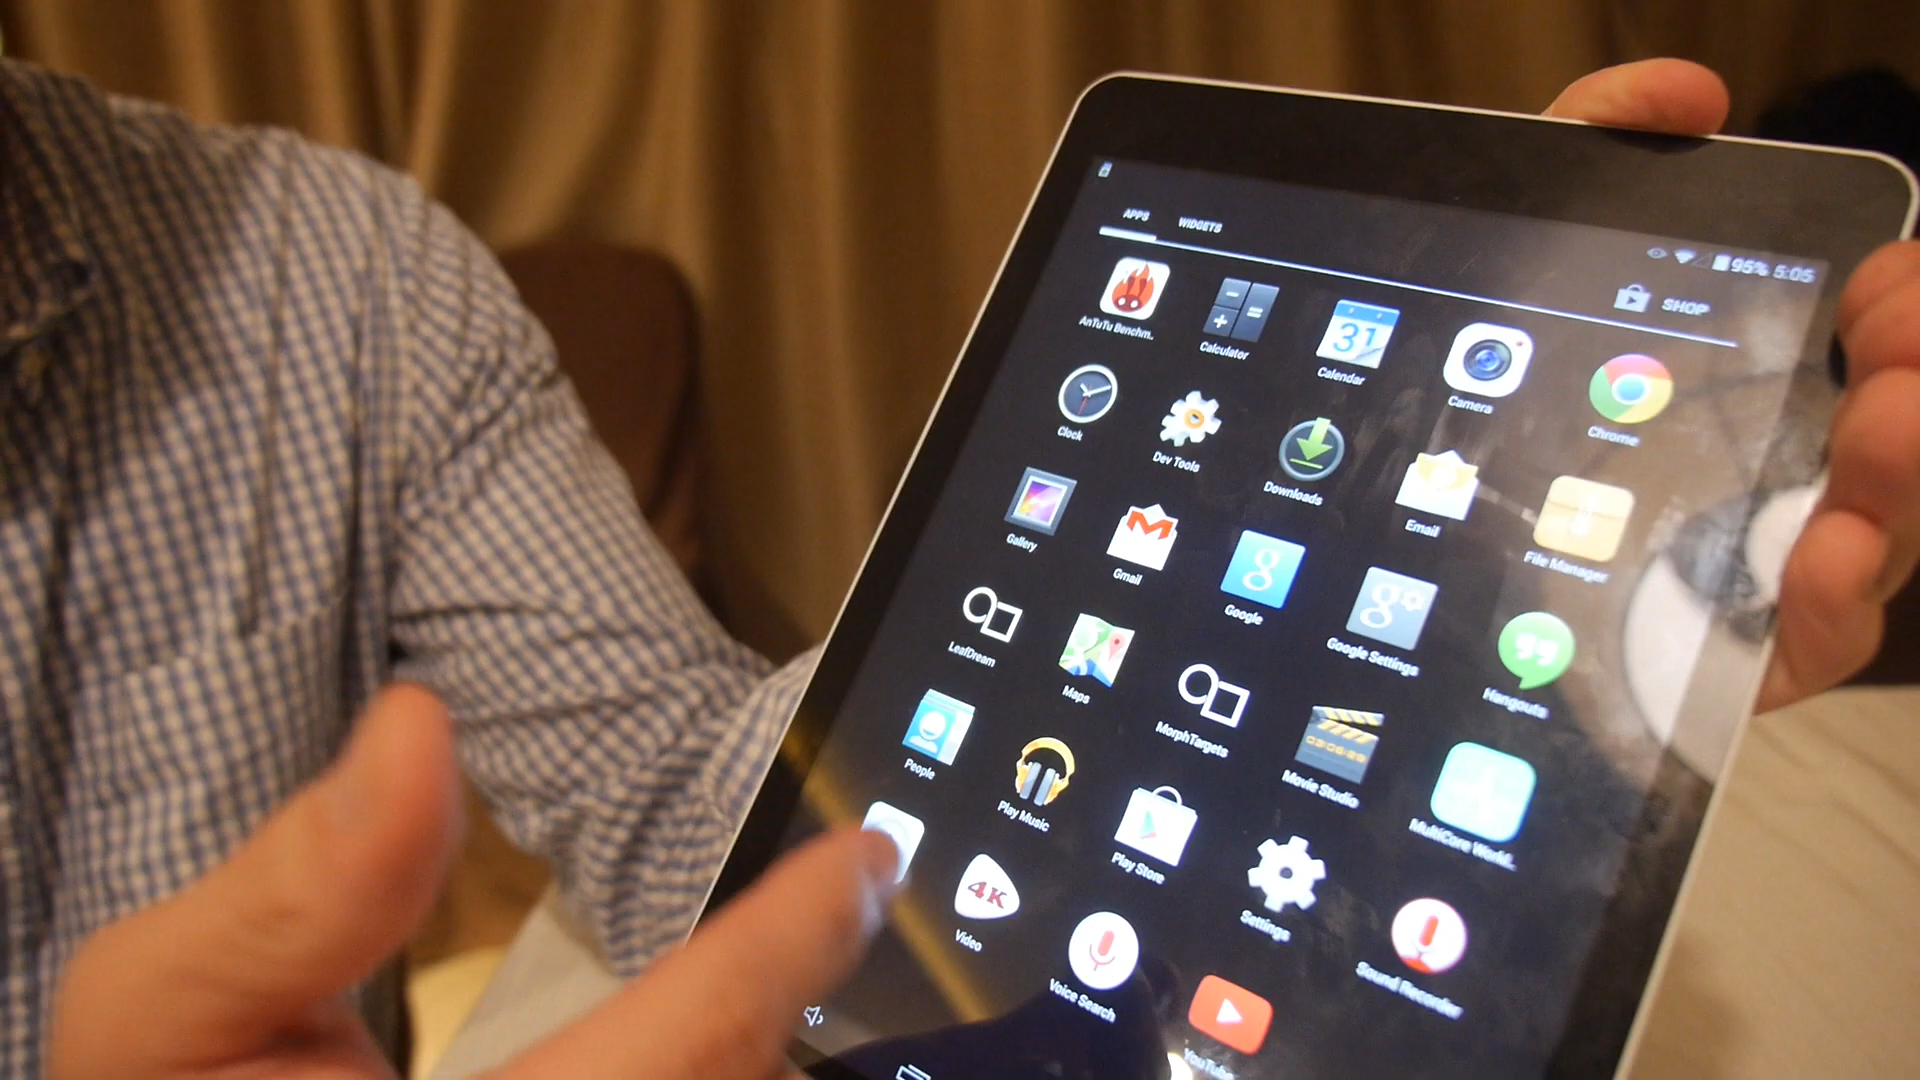 APPS WIDGETS
95% 5:05
SHOP
AnTuTu Benchm..
Calculator
31
Calendar
Camera
Chrome
Clock
Dev Tools
Downloads
Email
File Manager
Gallery
Gmail
g
Google
g
Google Settings
Hangouts
LeafDream
Maps
MorphTargets
Movie Studio
MultiCore World..
People
Play Music
Play Store
Settings
Sound Recorder
4K
Video
Voice Search
YouTube